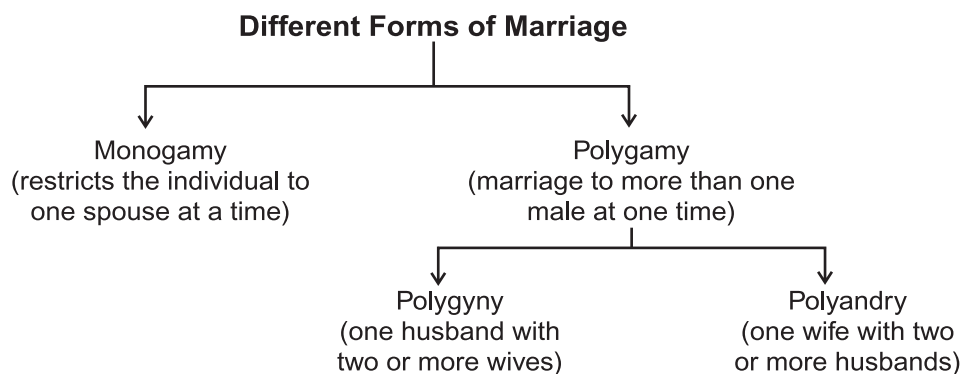 Different Forms of Marriage
Monogamy
(restricts the individual to
one spouse at a time)
Polygamy
(marriage to more than one
male at one time)
Polygyny
(one husband with
two or more wives)
Polyandry
(one wife with two
or more husbands)